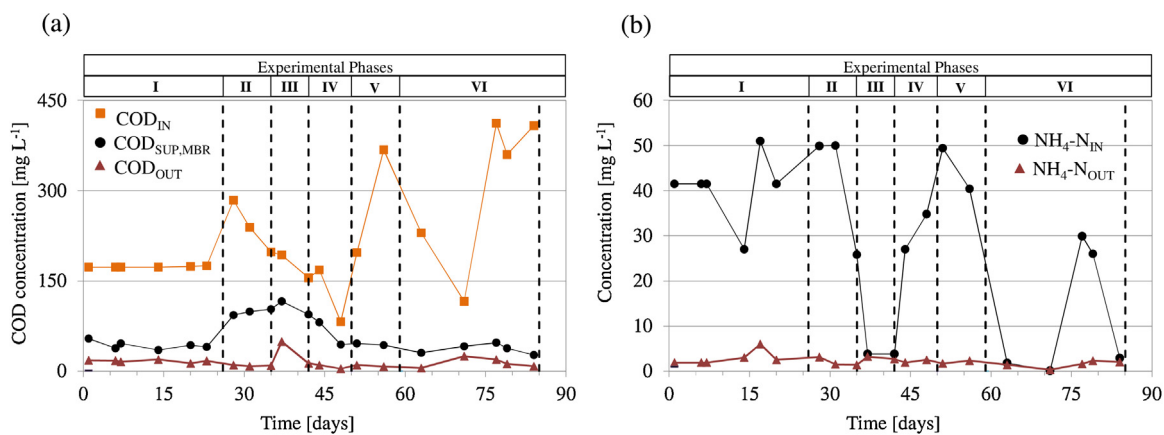 (a)
Experimental Phases
I II III IV V VI
450
300
150
0
COD concentration [mg L⁻¹]
COD_IN
COD_SUP,MBR
COD_OUT
0 15 30 45 60 75 90
Time [days]
(b)
Experimental Phases
I II III IV V VI
60
50
40
30
20
10
0
Concentration [mg L⁻¹]
NH₄-N_IN
NH₄-N_OUT
0 15 30 45 60 75 90
Time [days]